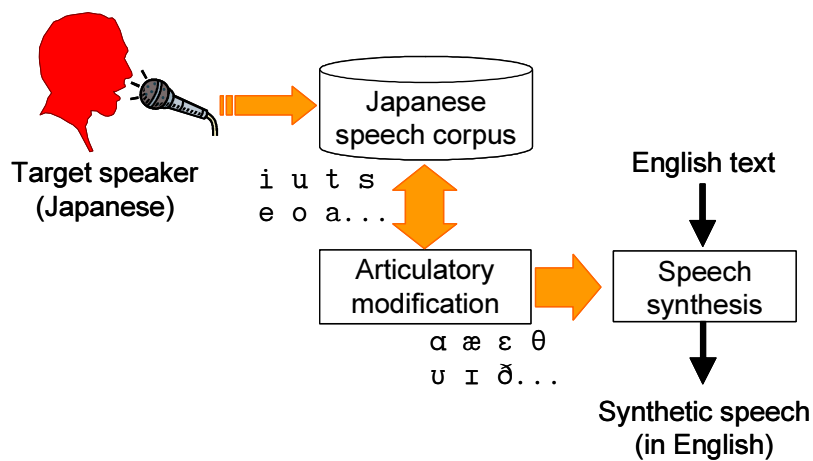 Japanese
speech corpus
Target speaker
(Japanese)
i u t s
e o a...
English text
Articulatory
modification
Speech
synthesis
ɑ æ ɛ θ
ʊ ɪ ð...
Synthetic speech
(in English)